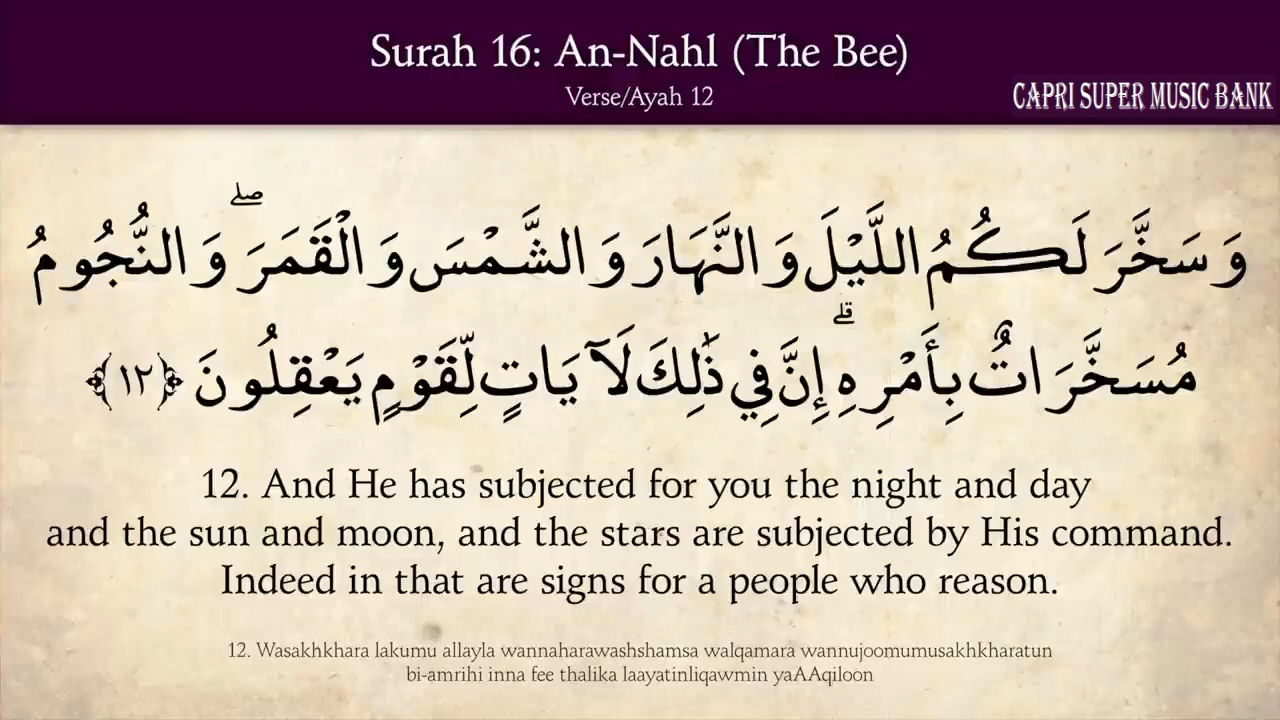 Surah 16: An-Nahl (The Bee)
Verse/Ayah 12
CAPRI SUPER MUSIC BANK
وَسَخَّرَ لَكُمُ اللَّيْلَ وَالنَّهَارَ وَالشَّمْسَ وَالْقَمَرَ ۖ وَالنُّجُومُ
مُسَخَّرَاتٌ بِأَمْرِهِ ۗ إِنَّ فِي ذَٰلِكَ لَآيَاتٍ لِّقَوْمٍ يَعْقِلُونَ ﴿١٢﴾
12. And He has subjected for you the night and day
and the sun and moon, and the stars are subjected by His command.
Indeed in that are signs for a people who reason.
12. Wasakhkhara lakumu allayla wannaharawashshamsa walqamara wannujoomumusakhkharatun
bi-amrihi inna fee thalika laayatinliqawmin yaAAqiloon